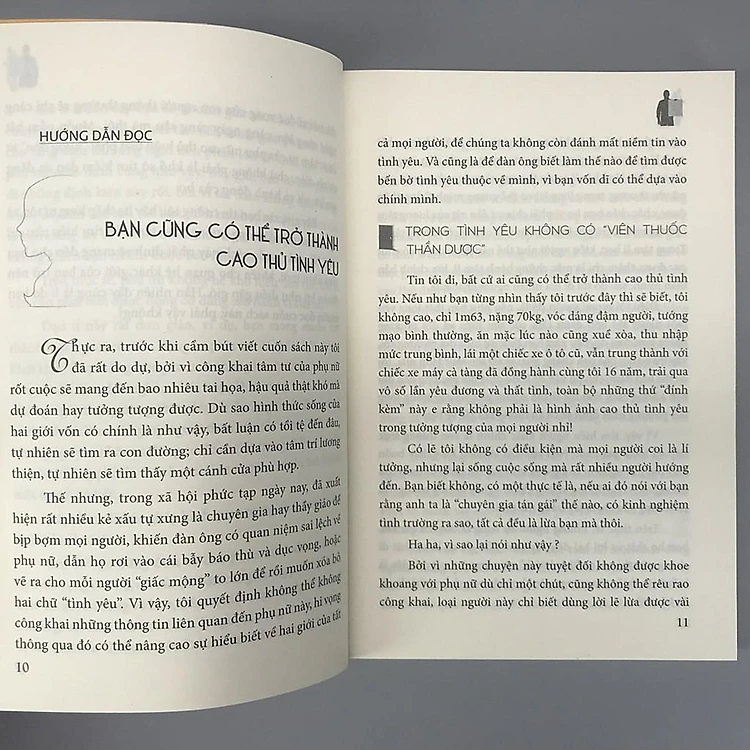 HƯỚNG DẪN ĐỌC
BẠN CŨNG CÓ THỂ TRỞ THÀNH
CAO THỦ TÌNH YÊU
Thực ra, trước khi cầm bút viết cuốn sách này tôi
đã rất do dự, bởi vì công khai tâm tư của phụ nữ
rốt cuộc sẽ mang đến bao nhiêu tai họa, hậu quả thật khó mà
dự đoán hay tưởng tượng được. Dù sao hình thức sống của
hai giới vốn có chính là như vậy, bất luận có tồi tệ đến đâu,
tự nhiên sẽ tìm ra con đường; chỉ cần dựa vào tâm trí lương
thiện, tự nhiên sẽ tìm thấy một cánh cửa phù hợp.
Thế nhưng, trong xã hội phức tạp ngày nay, đã xuất
hiện rất nhiều kẻ xấu tự xưng là chuyên gia hay thầy giáo để
bịp bợm mọi người, khiến đàn ông có quan niệm sai lệch về
phụ nữ, dẫn họ rơi vào cái bẫy báo thù và dục vọng, hoặc
vẽ ra cho mỗi người “giấc mộng” to lớn để rồi muốn xóa bỏ
hai chữ “tình yêu”. Vì vậy, tôi quyết định không thể không
công khai những thông tin liên quan đến phụ nữ này, hi vọng
thông qua đó có thể nâng cao sự hiểu biết về hai giới của tất
10
cả mọi người, để chúng ta không còn đánh mất niềm tin vào
tình yêu. Và cũng là để đàn ông biết làm thế nào để tìm được
bến bờ tình yêu thuộc về mình, vì bạn vốn dĩ có thể dựa vào
chính mình.
TRONG TÌNH YÊU KHÔNG CÓ “VIÊN THUỐC
THẦN DƯỢC”
Tin tôi đi, bất cứ ai cũng có thể trở thành cao thủ tình
yêu. Nếu như bạn từng nhìn thấy tôi trước đây thì sẽ biết, tôi
không cao, chỉ 1m63, nặng 70kg, vóc dáng đậm người, tướng
mạo bình thường, ăn mặc lúc nào cũng xuề xòa, thu nhập
mức trung bình, lái một chiếc xe ô tô cũ, vẫn trung thành với
chiếc xe máy cà tàng đã đồng hành cùng tôi 16 năm, trải qua
vô số lần yêu đương và thất tình, toàn bộ những thứ “đính
kèm” này e rằng không phải là hình ảnh cao thủ tình yêu
trong tưởng tượng của mọi người nhỉ!
Có lẽ tôi không có điều kiện mà mọi người coi là lí
tưởng, nhưng lại sống cuộc sống mà rất nhiều người hướng
đến. Bạn biết không, có một thực tế là, nếu ai đó nói với bạn
rằng anh ta là “chuyên gia tán gái” thế nào, có kinh nghiệm
tình trường ra sao, tất cả đều là lừa bạn mà thôi.
Ha ha, vì sao lại nói như vậy ?
Bởi vì những chuyện này tuyệt đối không được khoe
khoang với phụ nữ dù chỉ một chút, cũng không thể rêu rao
công khai, loại người này chỉ biết dùng lời lẽ lừa được vài
11